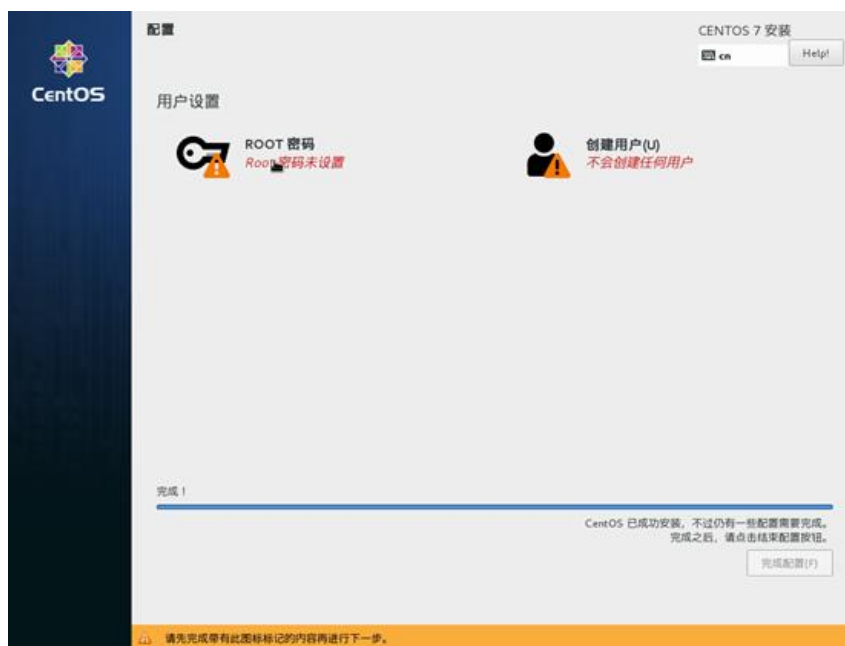 配置
CENTOS 7 安装
cn
Help!
CentOS
用户设置
ROOT 密码
Root 密码未设置
创建用户(U)
不会创建任何用户
完成！
CentOS 已成功安装，不过仍有一些配置需要完成。
完成之后，请点击结束配置按钮。
完成配置(F)
请先完成带有此图标标记的内容再进行下一步。